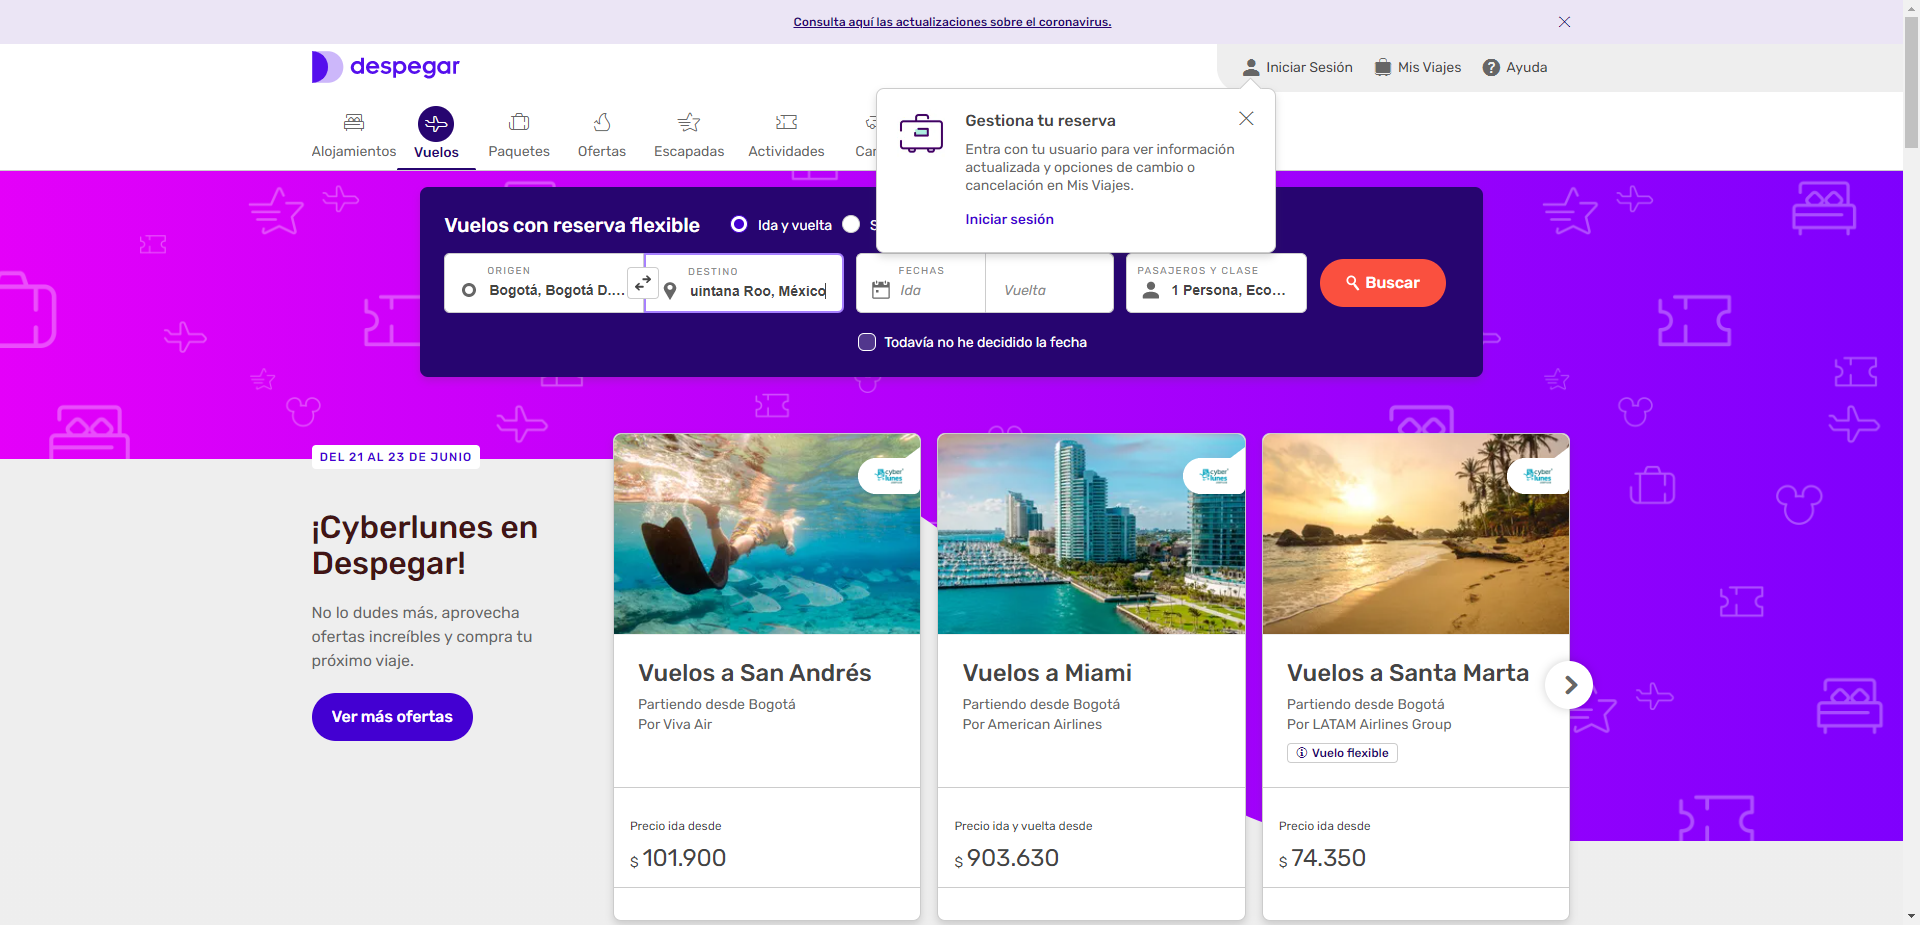 Consulta aquí las actualizaciones sobre el coronavirus.
despegar
Iniciar Sesión
Mis Viajes
Ayuda
Alojamientos
Vuelos
Paquetes
Ofertas
Escapadas
Actividades
Gestiona tu reserva
Entra con tu usuario para ver información
actualizada y opciones de cambio o
cancelación en Mis Viajes.
Iniciar sesión
Vuelos con reserva flexible
Ida y vuelta
ORIGEN
Bogotá, Bogotá D....
DESTINO
uintana Roo, México
FECHAS
Ida
Vuelta
PASAJEROS Y CLASE
1 Persona, Eco...
Buscar
Todavía no he decidido la fecha
DEL 21 AL 23 DE JUNIO
¡Cyberlunes en
Despegar!
No lo dudes más, aprovecha
ofertas increíbles y compra tu
próximo viaje.
Ver más ofertas
cyber
lunes
Vuelos a San Andrés
Partiendo desde Bogotá
Por Viva Air
Precio ida desde
$ 101.900
cyber
lunes
Vuelos a Miami
Partiendo desde Bogotá
Por American Airlines
Precio ida y vuelta desde
$ 903.630
cyber
lunes
Vuelos a Santa Marta
Partiendo desde Bogotá
Por LATAM Airlines Group
Vuelo flexible
Precio ida desde
$ 74.350